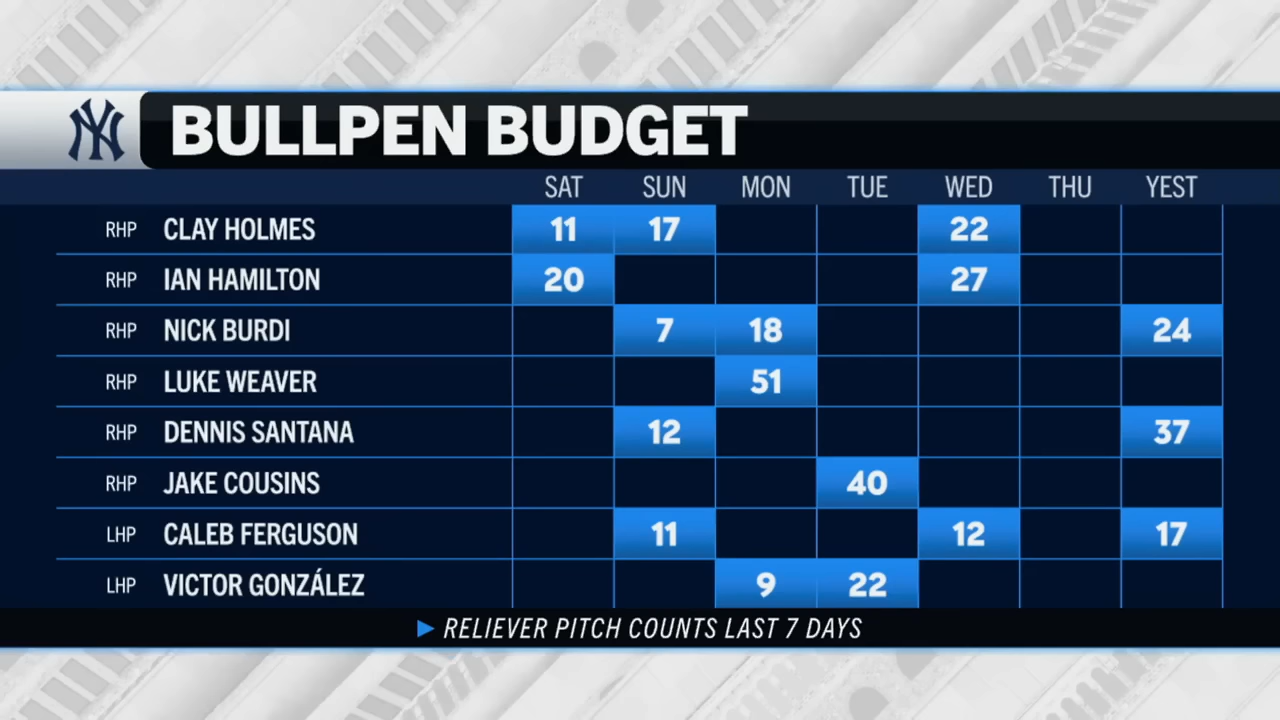 NY BULLPEN BUDGET
SAT SUN MON TUE WED THU YEST
RHP CLAY HOLMES 11 17 22
RHP IAN HAMILTON 20 27
RHP NICK BURDI 7 18 24
RHP LUKE WEAVER 51
RHP DENNIS SANTANA 12 37
RHP JAKE COUSINS 40
LHP CALEB FERGUSON 11 12 17
LHP VICTOR GONZÁLEZ 9 22
RELIEVER PITCH COUNTS LAST 7 DAYS